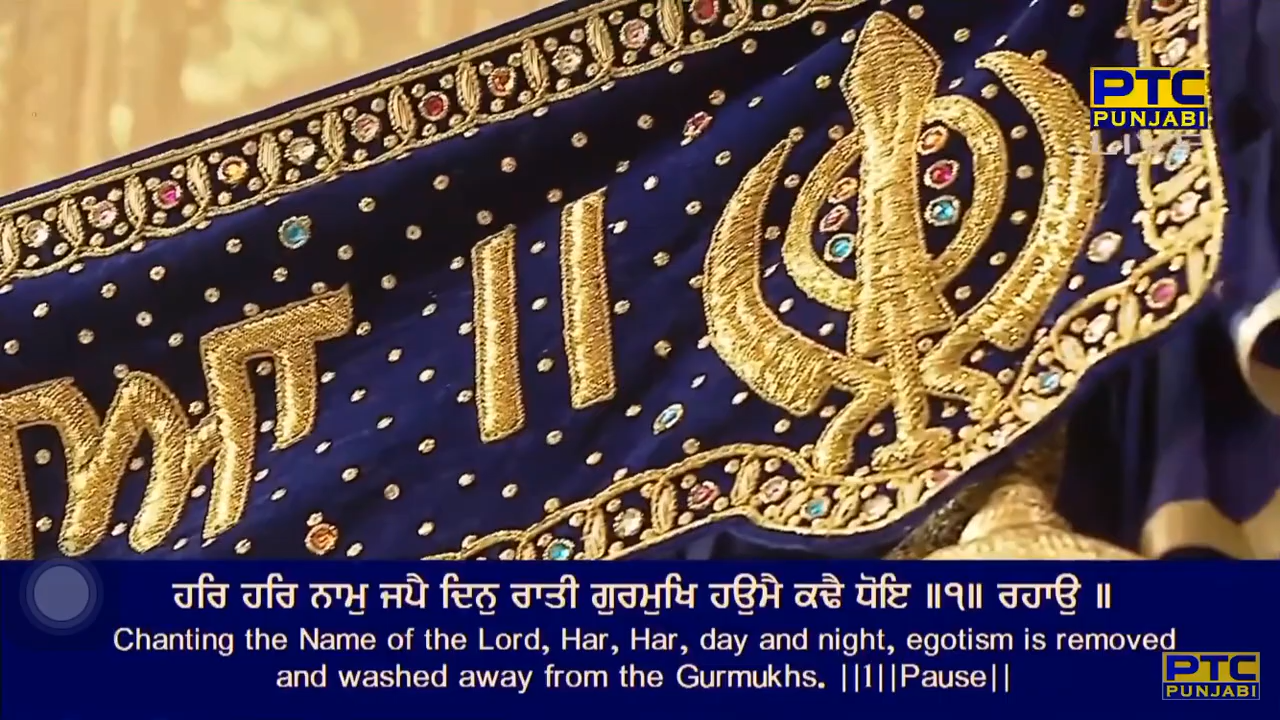 PTC
PUNJABI
LIVE
॥
ਹਰਿ ਹਰਿ ਨਾਮੁ ਜਪੈ ਦਿਨੁ ਰਾਤੀ ਗੁਰਮੁਖਿ ਹਉਮੈ ਕਢੈ ਧੋਇ ॥੧॥ ਰਹਾਉ ॥
Chanting the Name of the Lord, Har, Har, day and night, egotism is removed
and washed away from the Gurmukhs. ||1||Pause||
PTC
PUNJABI